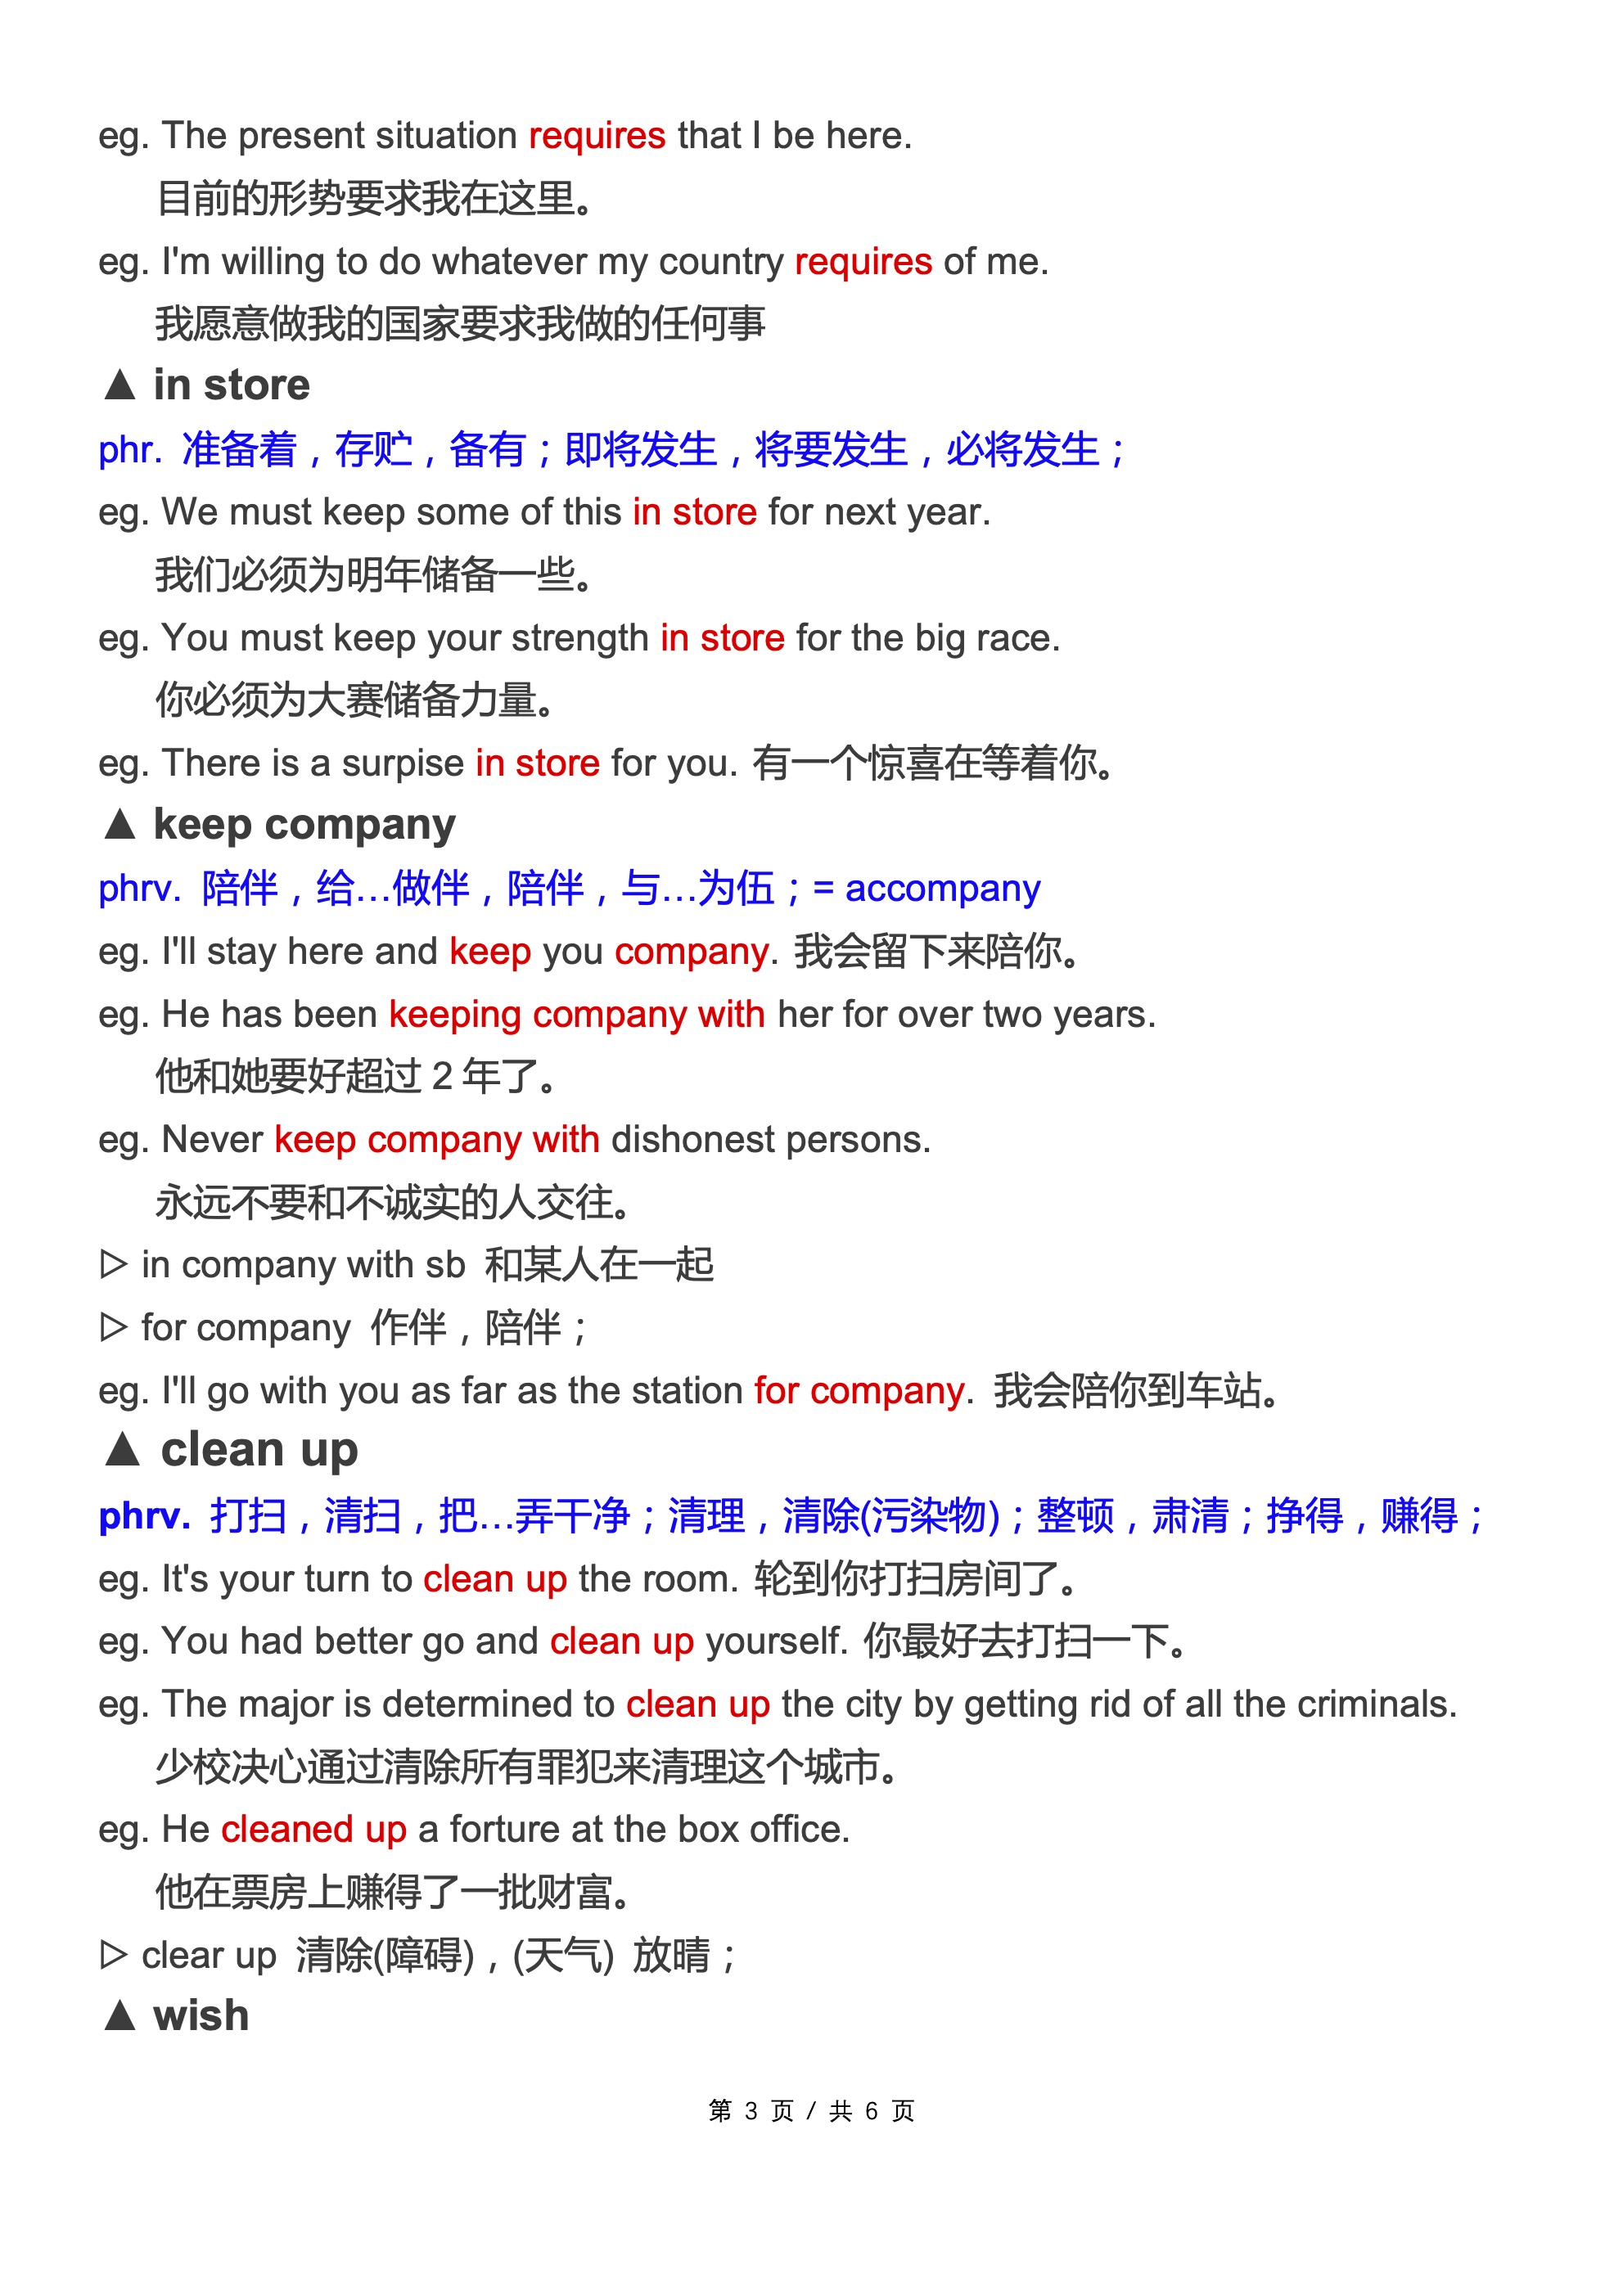 eg. The present situation requires that I be here.
目前的形势要求我在这里。
eg. I'm willing to do whatever my country requires of me.
我愿意做我的国家要求我做的任何事
▲ in store
phr. 准备着，存贮，备有；即将发生，将要发生，必将发生；
eg. We must keep some of this in store for next year.
我们必须为明年储备一些。
eg. You must keep your strength in store for the big race.
你必须为大赛储备力量。
eg. There is a surpise in store for you. 有一个惊喜在等着你。
▲ keep company
phrv. 陪伴，给…做伴，陪伴，与…为伍；= accompany
eg. I'll stay here and keep you company. 我会留下来陪你。
eg. He has been keeping company with her for over two years.
他和她要好超过 2 年了。
eg. Never keep company with dishonest persons.
永远不要和不诚实的人交往。
▷ in company with sb 和某人在一起
▷ for company 作伴，陪伴；
eg. I'll go with you as far as the station for company. 我会陪你到车站。
▲ clean up
phrv. 打扫，清扫，把…弄干净；清理，清除(污染物)；整顿，肃清；挣得，赚得；
eg. It's your turn to clean up the room. 轮到你打扫房间了。
eg. You had better go and clean up yourself. 你最好去打扫一下。
eg. The major is determined to clean up the city by getting rid of all the criminals.
少校决心通过清除所有罪犯来清理这个城市。
eg. He cleaned up a forture at the box office.
他在票房上赚得了一批财富。
▷ clear up 清除(障碍)，(天气) 放晴；
▲ wish
第 3 页 / 共 6 页